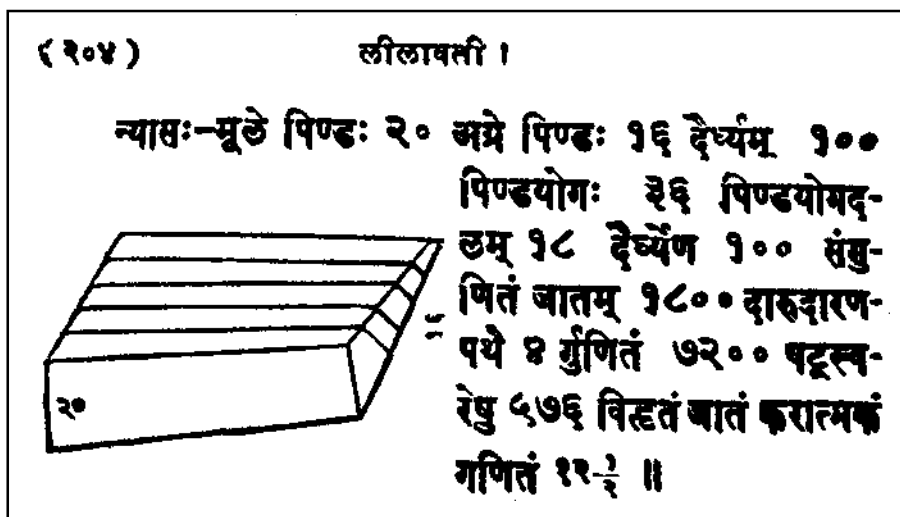 ( २०४ ) लीलावती ।
न्यासः-मूले पिण्डः २० अग्रे पिण्डः १६ दैर्घ्यम् १००
पिण्डयोगः ३६ पिण्डयोगद-
लम् १८ दैर्घ्येण १०० संगु-
णितं जातम् १८०० दारुदारण-
पथै ४ र्गुणितं ७२०० षट्स्व-
रेषु ५७६ विहृतं जातं करात्मकं
गणितं १२-१/२ ॥
२०